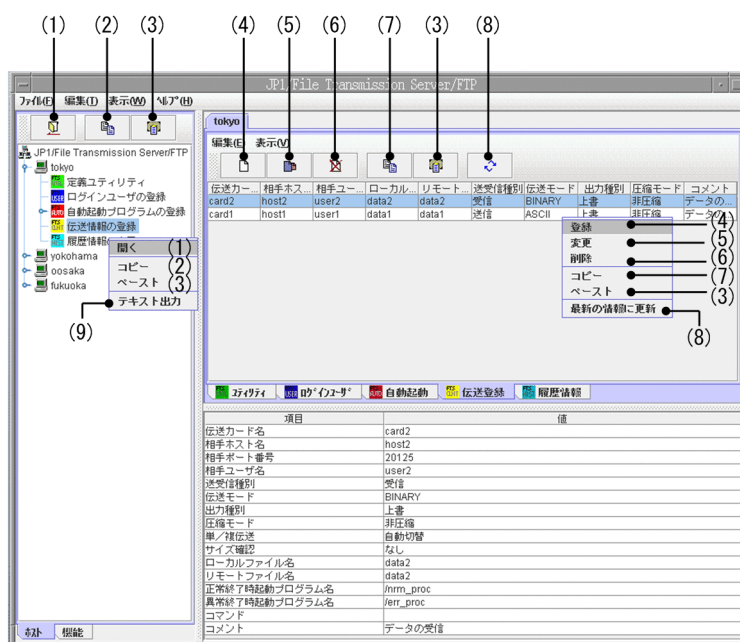 (1) (2) (3) (4) (5) (6) (7) (3) (8)
JP1/File Transmission Server/FTP
ファイル(F) 編集(I) 表示(W) ヘルプ(H)
JP1/File Transmission Server/FTP
tokyo
定義ユティリティ
ログインユーザの登録
自動起動プログラムの登録
伝送情報の登録
履歴情報
yokohama
oosaka
fukuoka
開く (1)
コピー (2)
ペースト (3)
テキスト出力
(9)
ホスト 機能
tokyo
編集(E) 表示(V)
伝送カー... 相手ホス... 相手ユー... ローカル... リモート... 送受信種別 伝送モード 出力種別 圧縮モード コメント
card2 host2 user2 data2 data2 受信 BINARY 上書 非圧縮 データの...
card1 host1 user1 data1 data1 送信 ASCII 上書 非圧縮 データの...
登録 (4)
変更 (5)
削除 (6)
コピー (7)
ペースト (3)
最新の情報に更新
(8)
ユティリティ ログインユーザ 自動起動 伝送登録 履歴情報
項目 値
伝送カード名 card2
相手ホスト名 host2
相手ポート番号 20125
相手ユーザ名 user2
送受信種別 受信
伝送モード BINARY
出力種別 上書
圧縮モード 非圧縮
単/複伝送 自動切替
サイズ確認 なし
ローカルファイル名 data2
リモートファイル名 data2
正常終了時起動プログラム名 /nrm_proc
異常終了時起動プログラム名 /err_proc
コマンド
コメント データの受信